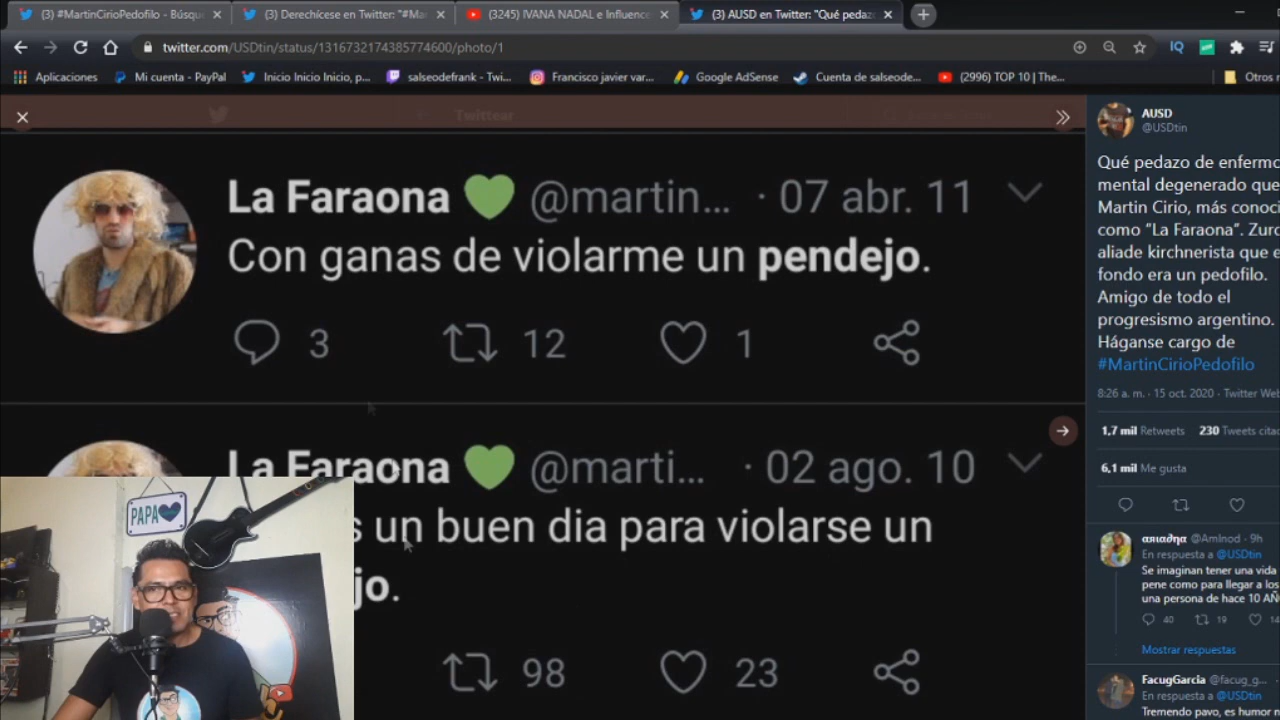 (3) #MartinCirioPedofilo - Búsqu
(3) Derechícese en Twitter: "#Ma
(3245) IVANA NADAL e Influence
(3) AUSD en Twitter: "Qué pedaz
twitter.com/USDtin/status/1316732174385774600/photo/1
IQ
Aplicaciones
Mi cuenta - PayPal
Inicio Inicio Inicio, p...
salseodefrank - Twi...
Francisco javier var...
Google AdSense
Cuenta de salseode...
(2996) TOP 10 | The...
Otros
Twittear
La Faraona @martin... · 07 abr. 11
Con ganas de violarme un pendejo.
3 12 1
La Faraona @marti... · 02 ago. 10
s un buen dia para violarse un
jo.
98 23
PAPA
AUSD
@USDtin
Qué pedazo de enfermo
mental degenerado que
Martin Cirio, más conoci
como "La Faraona". Zurd
aliade kirchnerista que e
fondo era un pedofilo.
Amigo de todo el
progresismo argentino.
Háganse cargo de
#MartinCirioPedofilo
8:26 a. m. · 15 oct. 2020 · Twitter Web
1,7 mil Retweets 230 Tweets citad
6,1 mil Me gusta
@AmInod · 9h
En respuesta a @USDtin
Se imaginan tener una vida
pene como para llegar a los
una persona de hace 10 AÑ
40 19 14
Mostrar respuestas
FacugGarcia @facug_g...
En respuesta a @USDtin
Tremendo pavo, es humor n